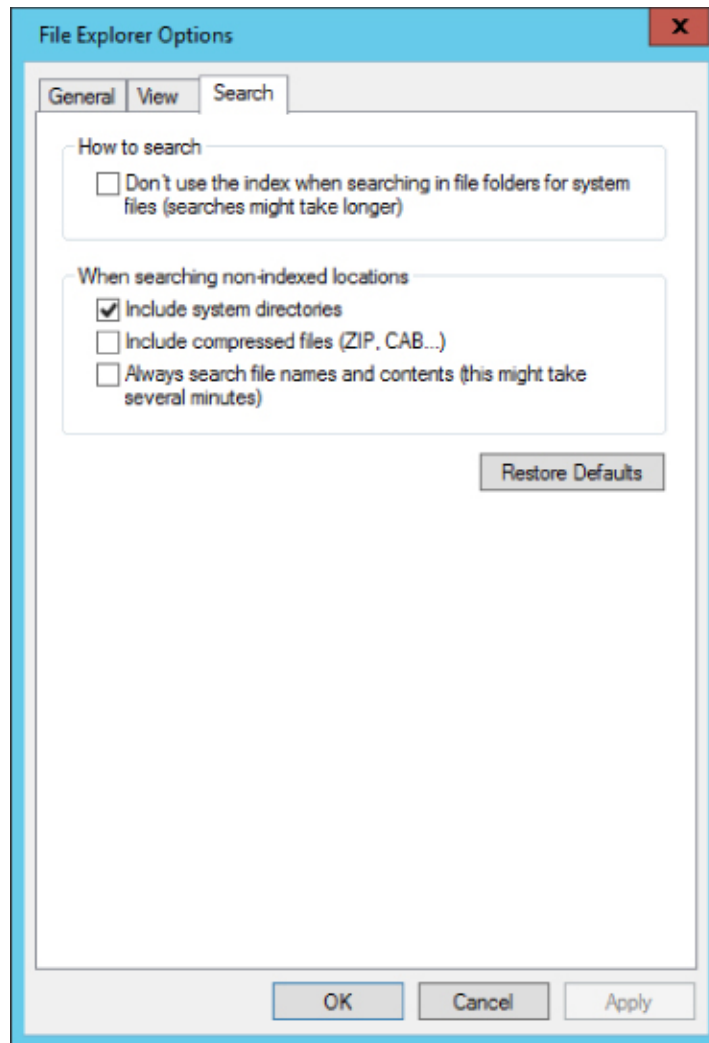 File Explorer Options
x
General View Search
How to search
Don't use the index when searching in file folders for system
files (searches might take longer)
When searching non-indexed locations
Include system directories
Include compressed files (ZIP, CAB...)
Always search file names and contents (this might take
several minutes)
Restore Defaults
OK Cancel Apply